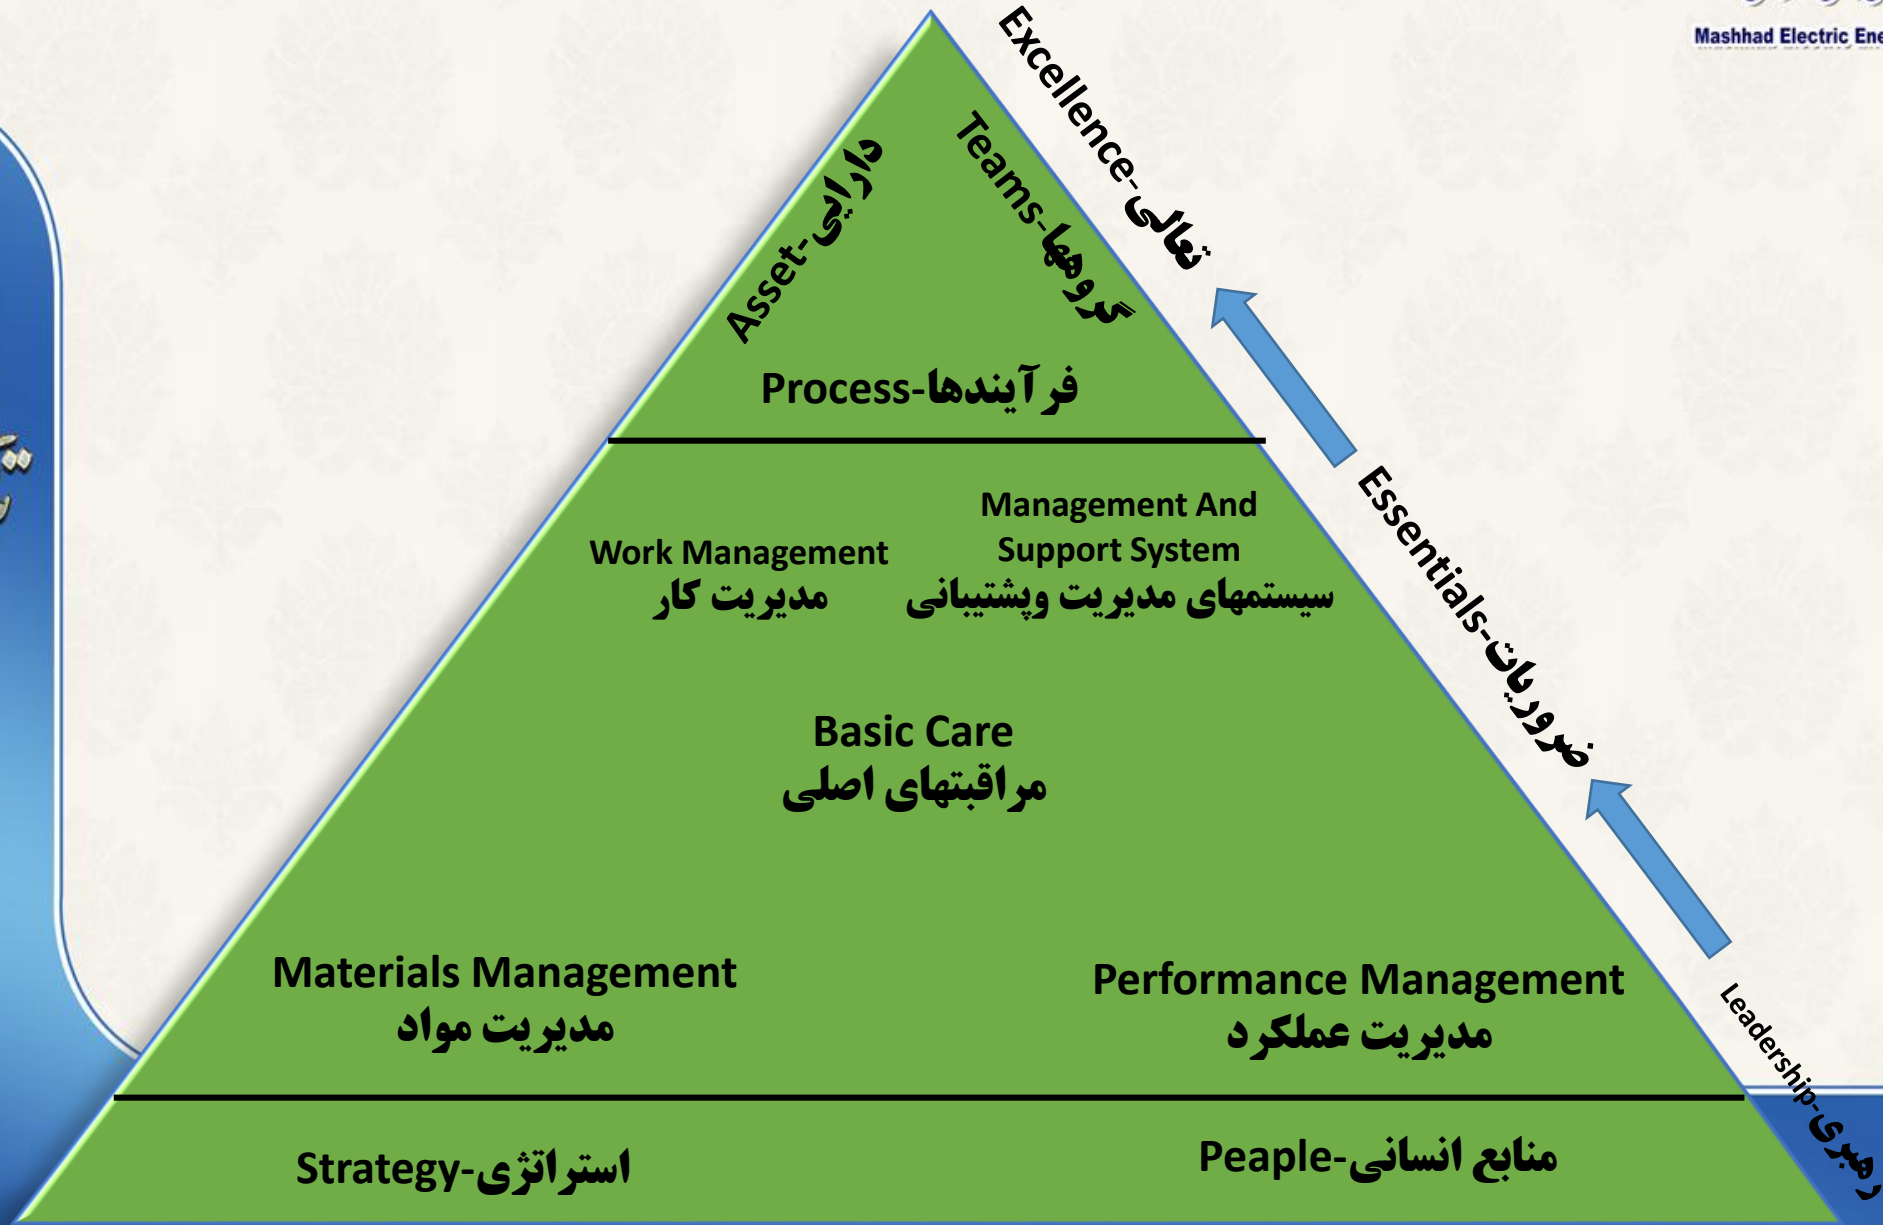 Mashhad Electric Ene
Excellence-تعالی
Asset-دارایی
Teams-گروهها
Process-فرآیندها
Essentials-ضروریات
Work Management
مدیریت کار
Management And
Support System
سیستمهای مدیریت وپشتیبانی
Basic Care
مراقبتهای اصلی
Materials Management
مدیریت مواد
Performance Management
مدیریت عملکرد
Leadership-رهبری
Strategy-استراتژی
Peaple-منابع انسانی